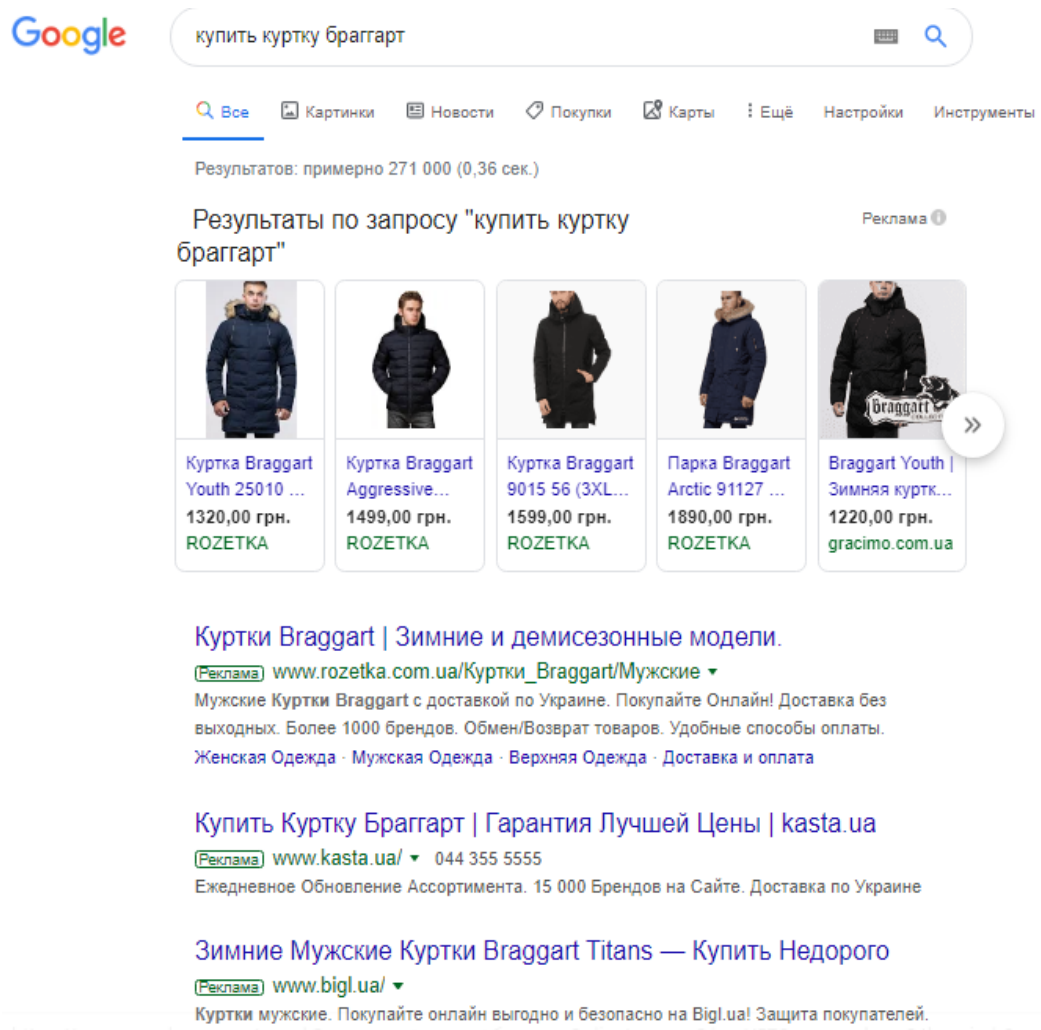 Google
купить куртку браггарт
Все Картинки Новости Покупки Карты Ещё Настройки Инструменты
Результатов: примерно 271 000 (0,36 сек.)
Результаты по запросу "купить куртку
браггарт"
Реклама
Braggart
Куртка Braggart
Youth 25010 ...
1320,00 грн.
ROZETKA
Куртка Braggart
Aggressive...
1499,00 грн.
ROZETKA
Куртка Braggart
9015 56 (3XL...
1599,00 грн.
ROZETKA
Парка Braggart
Arctic 91127 ...
1890,00 грн.
ROZETKA
Braggart Youth |
Зимняя куртк...
1220,00 грн.
gracimo.com.ua
Куртки Braggart | Зимние и демисезонные модели.
Реклама www.rozetka.com.ua/Куртки_Braggart/Мужские
Мужские Куртки Braggart с доставкой по Украине. Покупайте Онлайн! Доставка без
выходных. Более 1000 брендов. Обмен/Возврат товаров. Удобные способы оплаты.
Женская Одежда · Мужская Одежда · Верхняя Одежда · Доставка и оплата
Купить Куртку Браггарт | Гарантия Лучшей Цены | kasta.ua
Реклама www.kasta.ua/ 044 355 5555
Ежедневное Обновление Ассортимента. 15 000 Брендов на Сайте. Доставка по Украине
Зимние Мужские Куртки Braggart Titans — Купить Недорого
Реклама www.bigl.ua/
Куртки мужские. Покупайте онлайн выгодно и безопасно на Bigl.ua! Защита покупателей.